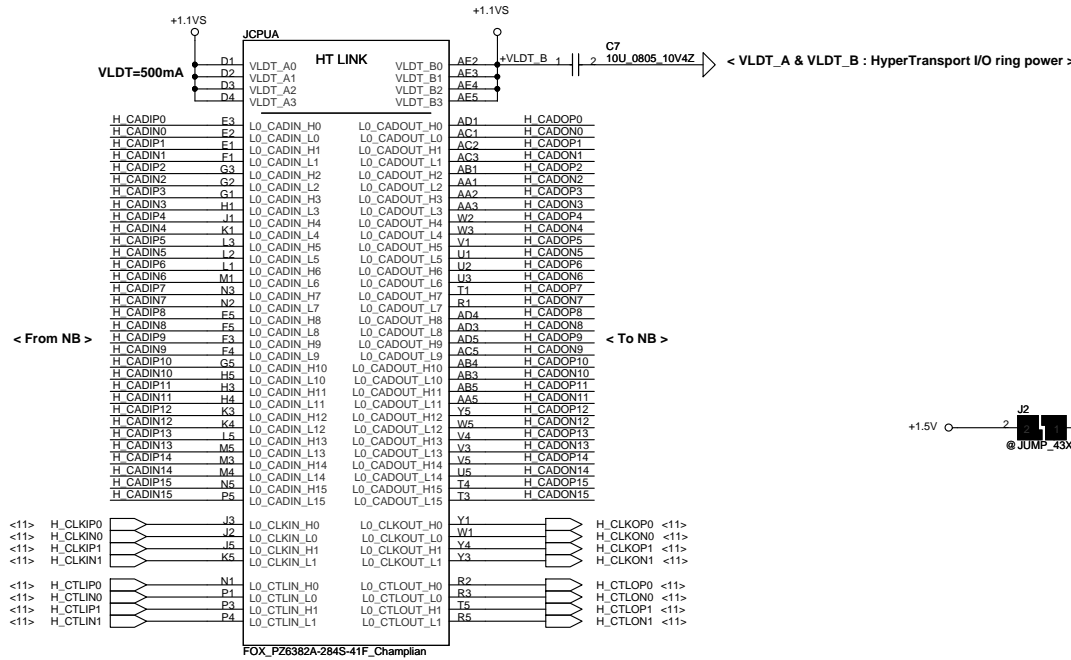 +1.1VS
+1.1VS
JCPUA
HT LINK
VLDT=500mA
D1 VLDT_A0 VLDT_B0 AE2 +VLDT_B 1 2 C7
10U_0805_10V4Z
< VLDT_A & VLDT_B : HyperTransport I/O ring power >
D2 VLDT_A1 VLDT_B1 AE3
D3 VLDT_A2 VLDT_B2 AE4
D4 VLDT_A3 VLDT_B3 AE5
H_CADIP0 E3 L0_CADIN_H0 L0_CADOUT_H0 AD1 H_CADOP0
H_CADIN0 E2 L0_CADIN_L0 L0_CADOUT_L0 AC1 H_CADON0
H_CADIP1 E1 L0_CADIN_H1 L0_CADOUT_H1 AC2 H_CADOP1
H_CADIN1 F1 L0_CADIN_L1 L0_CADOUT_L1 AC3 H_CADON1
H_CADIP2 G3 L0_CADIN_H2 L0_CADOUT_H2 AB1 H_CADOP2
H_CADIN2 G2 L0_CADIN_L2 L0_CADOUT_L2 AA1 H_CADON2
H_CADIP3 G1 L0_CADIN_H3 L0_CADOUT_H3 AA2 H_CADOP3
H_CADIN3 H1 L0_CADIN_L3 L0_CADOUT_L3 AA3 H_CADON3
H_CADIP4 J1 L0_CADIN_H4 L0_CADOUT_H4 W2 H_CADOP4
H_CADIN4 K1 L0_CADIN_L4 L0_CADOUT_L4 W3 H_CADON4
H_CADIP5 L3 L0_CADIN_H5 L0_CADOUT_H5 V1 H_CADOP5
H_CADIN5 L2 L0_CADIN_L5 L0_CADOUT_L5 U1 H_CADON5
H_CADIP6 L1 L0_CADIN_H6 L0_CADOUT_H6 U2 H_CADOP6
H_CADIN6 M1 L0_CADIN_L6 L0_CADOUT_L6 U3 H_CADON6
H_CADIP7 N3 L0_CADIN_H7 L0_CADOUT_H7 T1 H_CADOP7
H_CADIN7 N2 L0_CADIN_L7 L0_CADOUT_L7 R1 H_CADON7
H_CADIP8 E5 L0_CADIN_H8 L0_CADOUT_H8 AD4 H_CADOP8
H_CADIN8 F5 L0_CADIN_L8 L0_CADOUT_L8 AD3 H_CADON8
< From NB >
H_CADIP9 F3 L0_CADIN_H9 L0_CADOUT_H9 AD5 H_CADOP9
< To NB >
H_CADIN9 F4 L0_CADIN_L9 L0_CADOUT_L9 AC5 H_CADON9
H_CADIP10 G5 L0_CADIN_H10 L0_CADOUT_H10 AB4 H_CADOP10
H_CADIN10 H5 L0_CADIN_L10 L0_CADOUT_L10 AB3 H_CADON10
H_CADIP11 H3 L0_CADIN_H11 L0_CADOUT_H11 AB5 H_CADOP11
H_CADIN11 H4 L0_CADIN_L11 L0_CADOUT_L11 AA5 H_CADON11
H_CADIP12 K3 L0_CADIN_H12 L0_CADOUT_H12 Y5 H_CADOP12
H_CADIN12 K4 L0_CADIN_L12 L0_CADOUT_L12 W5 H_CADON12
H_CADIP13 L5 L0_CADIN_H13 L0_CADOUT_H13 V4 H_CADOP13
H_CADIN13 M5 L0_CADIN_L13 L0_CADOUT_L13 V3 H_CADON13
H_CADIP14 M3 L0_CADIN_H14 L0_CADOUT_H14 V5 H_CADOP14
H_CADIN14 M4 L0_CADIN_L14 L0_CADOUT_L14 U5 H_CADON14
H_CADIP15 N5 L0_CADIN_H15 L0_CADOUT_H15 T4 H_CADOP15
H_CADIN15 P5 L0_CADIN_L15 L0_CADOUT_L15 T3 H_CADON15
J2
+1.5V 2 2 1
@JUMP_43X
<11> H_CLKIP0 J3 L0_CLKIN_H0 L0_CLKOUT_H0 Y1 H_CLKOP0 <11>
<11> H_CLKIN0 J2 L0_CLKIN_L0 L0_CLKOUT_L0 W1 H_CLKON0 <11>
<11> H_CLKIP1 J5 L0_CLKIN_H1 L0_CLKOUT_H1 Y4 H_CLKOP1 <11>
<11> H_CLKIN1 K5 L0_CLKIN_L1 L0_CLKOUT_L1 Y3 H_CLKON1 <11>
<11> H_CTLIP0 N1 L0_CTLIN_H0 L0_CTLOUT_H0 R2 H_CTLOP0 <11>
<11> H_CTLIN0 P1 L0_CTLIN_L0 L0_CTLOUT_L0 R3 H_CTLON0 <11>
<11> H_CTLIP1 P3 L0_CTLIN_H1 L0_CTLOUT_H1 T5 H_CTLOP1 <11>
<11> H_CTLIN1 P4 L0_CTLIN_L1 L0_CTLOUT_L1 R5 H_CTLON1 <11>
FOX_PZ6382A-284S-41F_Champlian